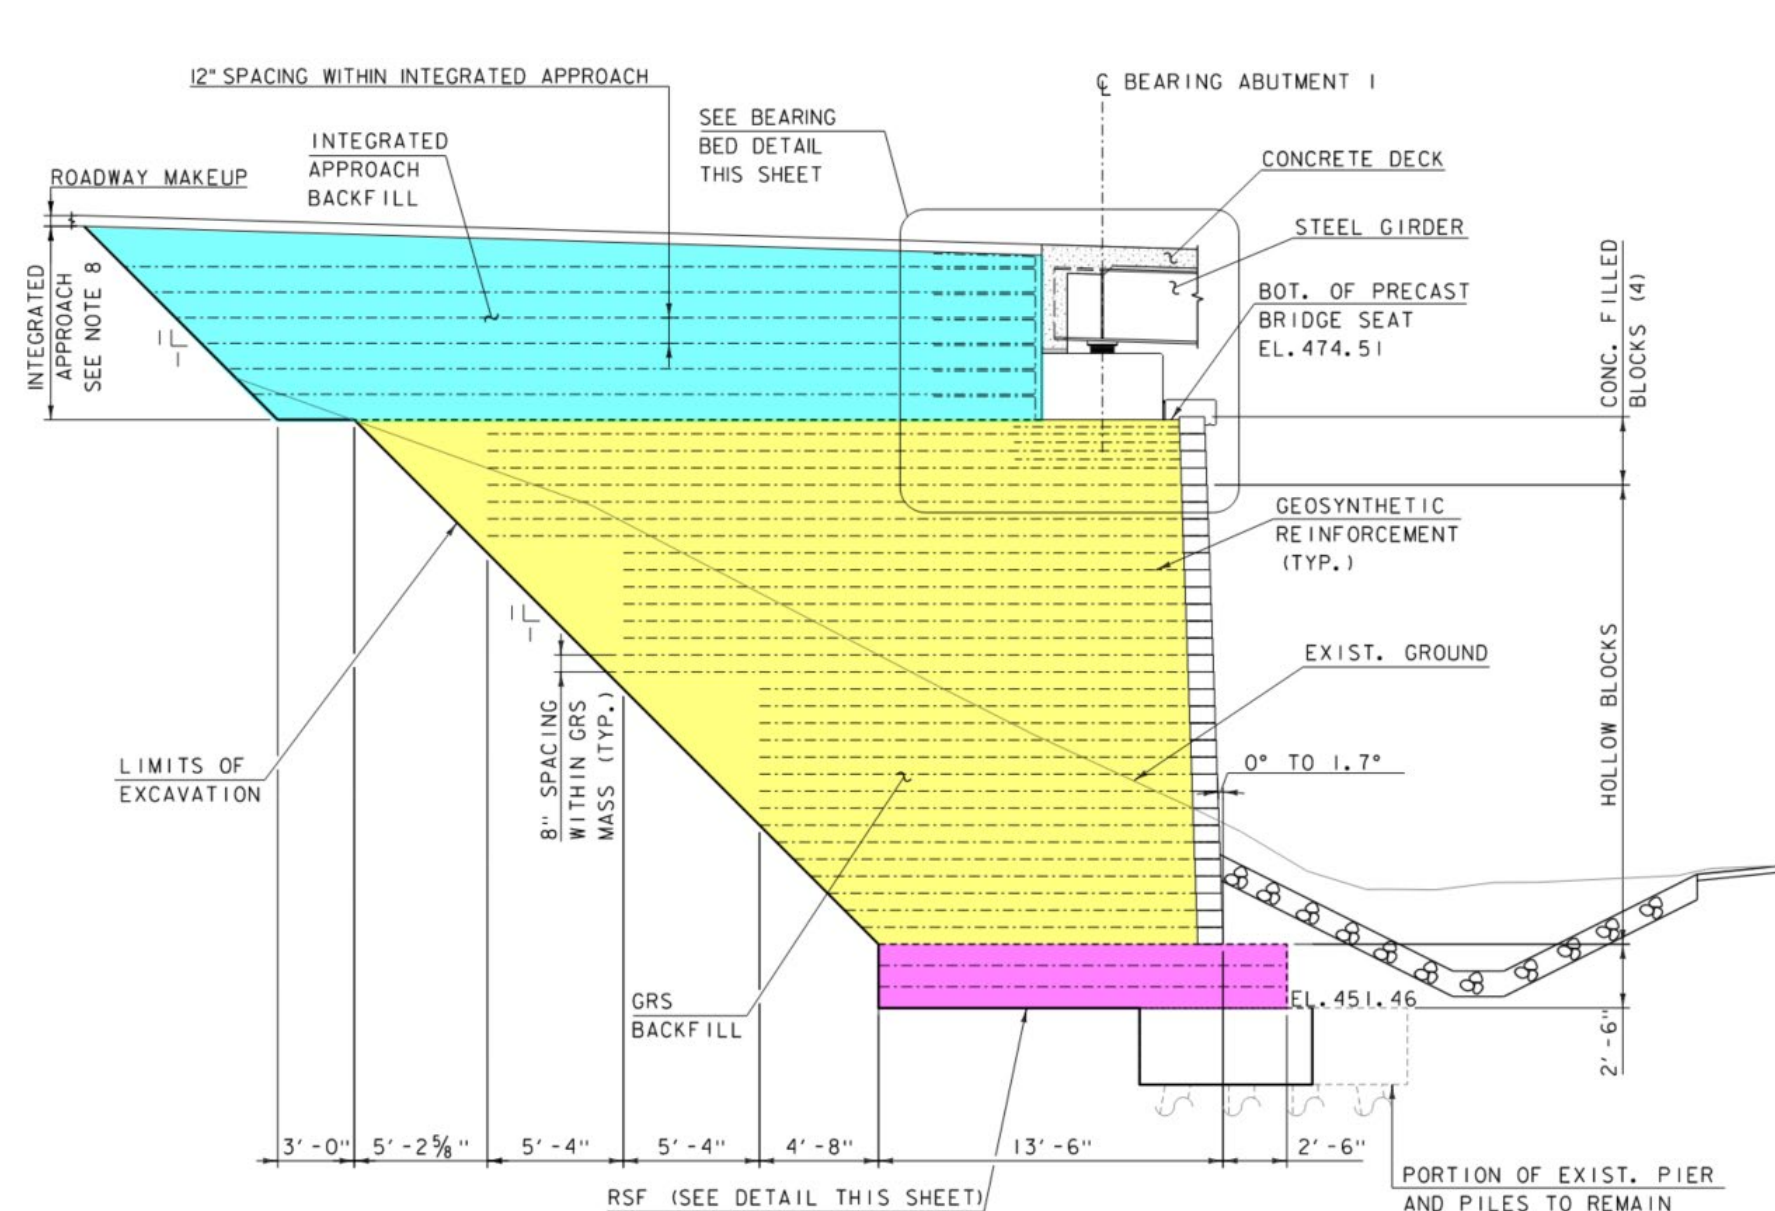 12" SPACING WITHIN INTEGRATED APPROACH
℄ BEARING ABUTMENT 1
SEE BEARING
BED DETAIL
THIS SHEET
INTEGRATED
APPROACH
BACKFILL
CONCRETE DECK
ROADWAY MAKEUP
STEEL GIRDER
INTEGRATED
APPROACH
SEE NOTE 8
BOT. OF PRECAST
BRIDGE SEAT
EL. 474.51
CONC. FILLED
BLOCKS (4)
1
1
GEOSYNTHETIC
REINFORCEMENT
(TYP.)
1
1
EXIST. GROUND
HOLLOW BLOCKS
8" SPACING
WITHIN GRS
MASS (TYP.)
LIMITS OF
EXCAVATION
0° TO 1.7°
GRS
BACKFILL
EL. 451.46
2'-6"
3'-0"
5'-2⅝"
5'-4"
5'-4"
4'-8"
13'-6"
2'-6"
RSF (SEE DETAIL THIS SHEET)
PORTION OF EXIST. PIER
AND PILES TO REMAIN